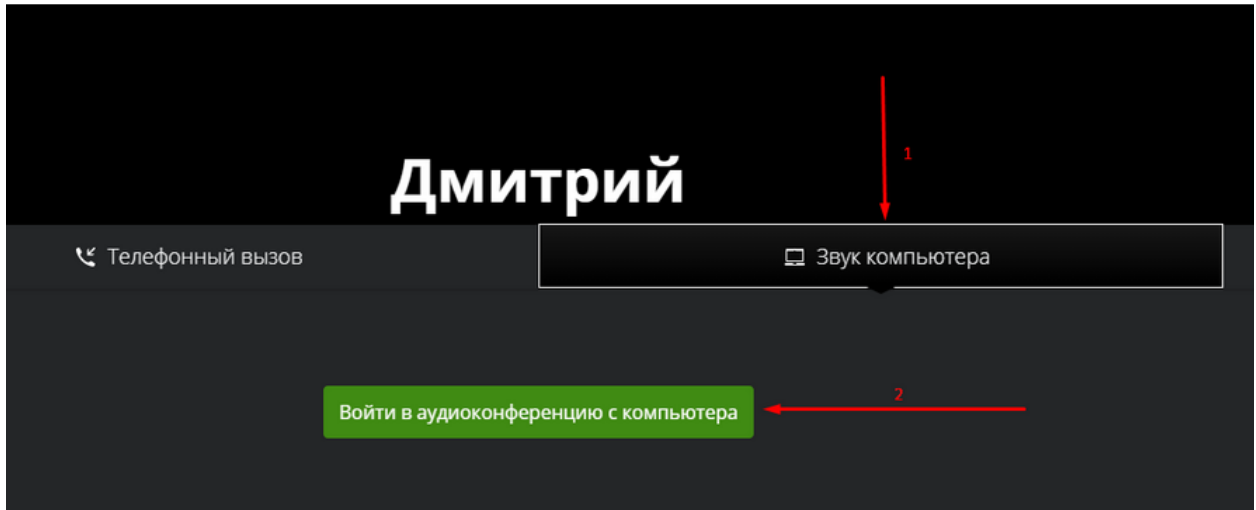 1
Дмитрий
Телефонный вызов
Звук компьютера
Войти в аудиоконференцию с компьютера
2